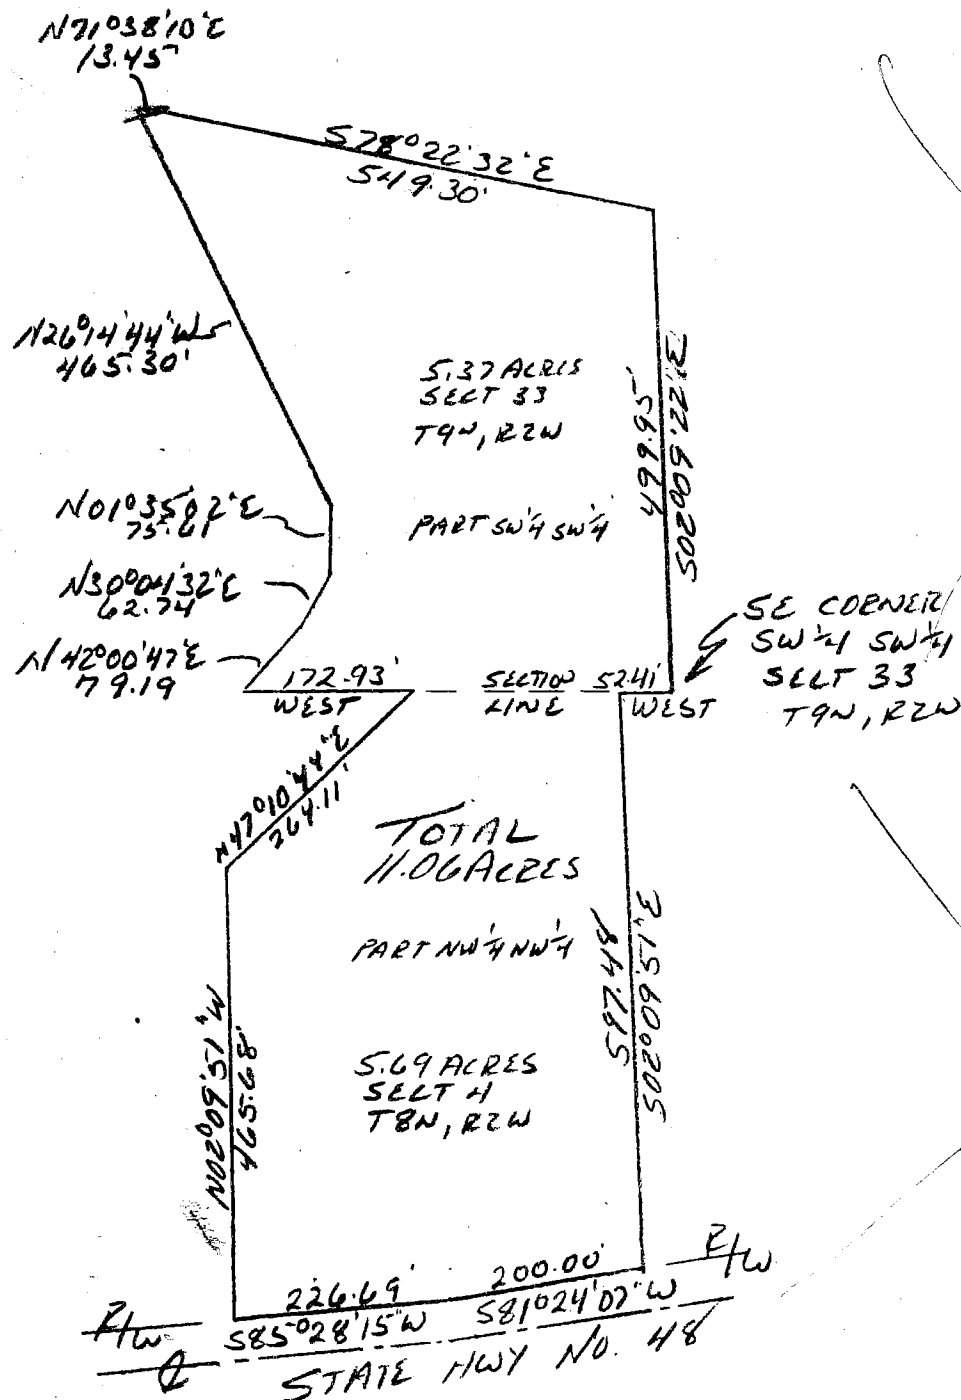 N71°38'10"E
13.45'
S78°22'32"E
549.30'
N26°14'44"W
465.30'
5.37 ACRES
SECT 33
T9N, R2W
499.95'
S02°09'22"E
N01°35'02"E
75.61
PART SW¼ SW¼
N30°04'32"E
62.74
N42°00'47"E
79.19
SE CORNER
SW¼ SW¼
SECT 33
T9N, R2W
172.93'
WEST
SECTION
LINE
52.41'
WEST
N47°10'44"E
264.11'
TOTAL
11.06 ACRES
PART NW¼ NW¼
597.48
S02°09'51"E
N02°09'51"W
465.68'
5.69 ACRES
SECT 4
T8N, R2W
226.69'
S85°28'15"W
200.00'
S81°24'07"W
R/W
R/W
℄
STATE HWY NO. 48